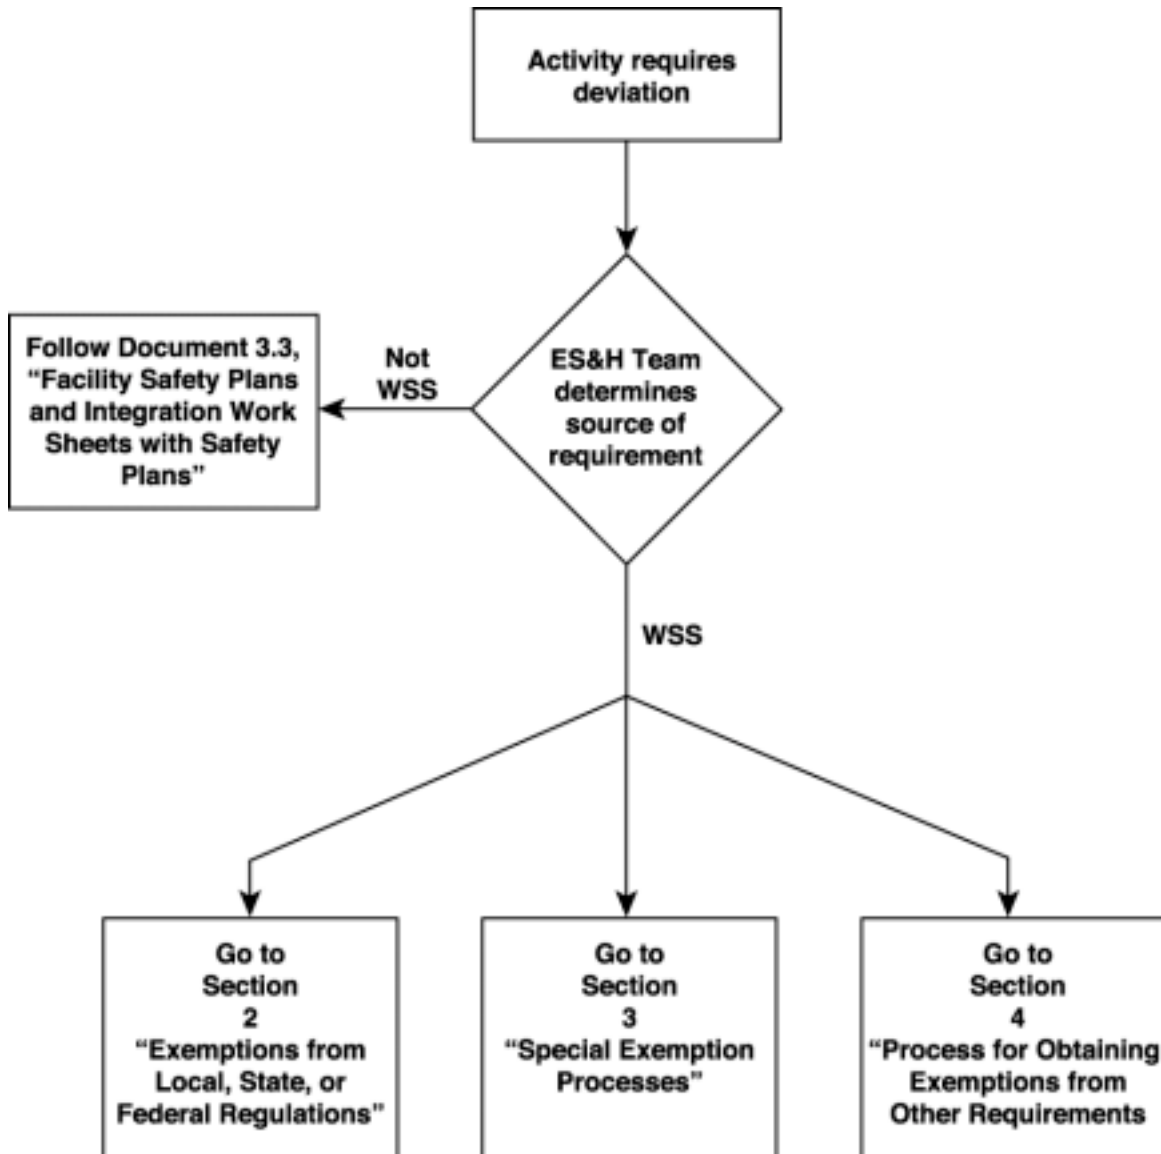 Activity requires
deviation
Follow Document 3.3,
“Facility Safety Plans
and Integration Work
Sheets with Safety
Plans”
Not
WSS
ES&H Team
determines
source of
requirement
WSS
Go to
Section
2
“Exemptions from
Local, State, or
Federal Regulations”
Go to
Section
3
“Special Exemption
Processes”
Go to
Section
4
“Process for Obtaining
Exemptions from
Other Requirements